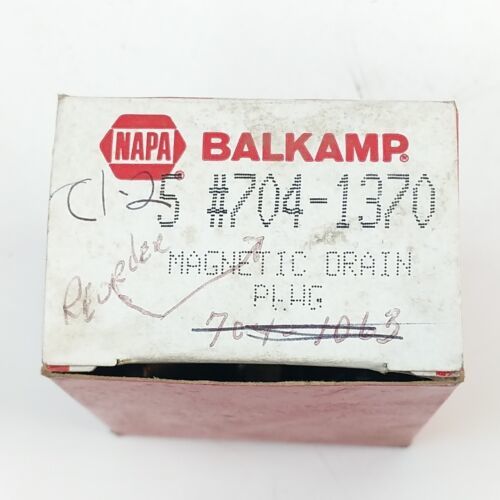 NAPA BALKAMP®
C1-25 #704-1370
Reorder
MAGNETIC DRAIN
PLUG
704-1063